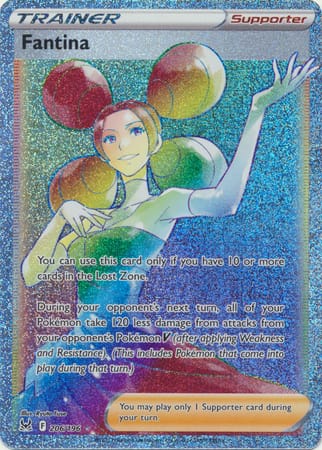 TRAINER
Supporter
Fantina
You can use this card only if you have 10 or more
cards in the Lost Zone.
During your opponent's next turn, all of
your Pokémon take 120 less damage from attacks
from your opponent's Pokémon V (after applying Weakness
and Resistance). (This includes Pokémon that come into
play during that turn.)
You may play only 1 Supporter card during
your turn.
Illus. Ryuta Fuse
F 206/196